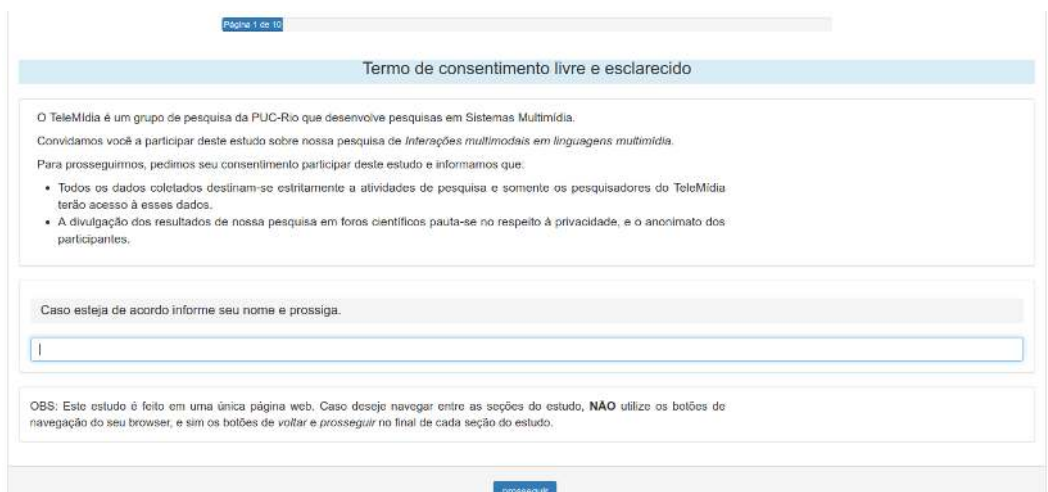 Página 1 de 10
Termo de consentimento livre e esclarecido
O TeleMídia é um grupo de pesquisa da PUC-Rio que desenvolve pesquisas em Sistemas Multimídia.
Convidamos você a participar deste estudo sobre nossa pesquisa de Interações multimodais em linguagens multimídia.
Para prosseguirmos, pedimos seu consentimento participar deste estudo e informamos que:
• Todos os dados coletados destinam-se estritamente a atividades de pesquisa e somente os pesquisadores do TeleMídia
terão acesso à esses dados.
• A divulgação dos resultados de nossa pesquisa em foros científicos pauta-se no respeito à privacidade, e o anonimato dos
participantes.
Caso esteja de acordo informe seu nome e prossiga.
OBS: Este estudo é feito em uma única página web. Caso deseje navegar entre as seções do estudo, NÃO utilize os botões de
navegação do seu browser, e sim os botões de voltar e prosseguir no final de cada seção do estudo.
prosseguir